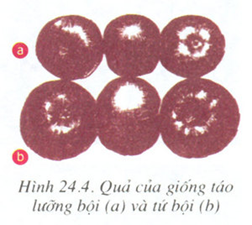 a
b
Hình 24.4. Quả của giống táo
lưỡng bội (a) và tứ bội (b)